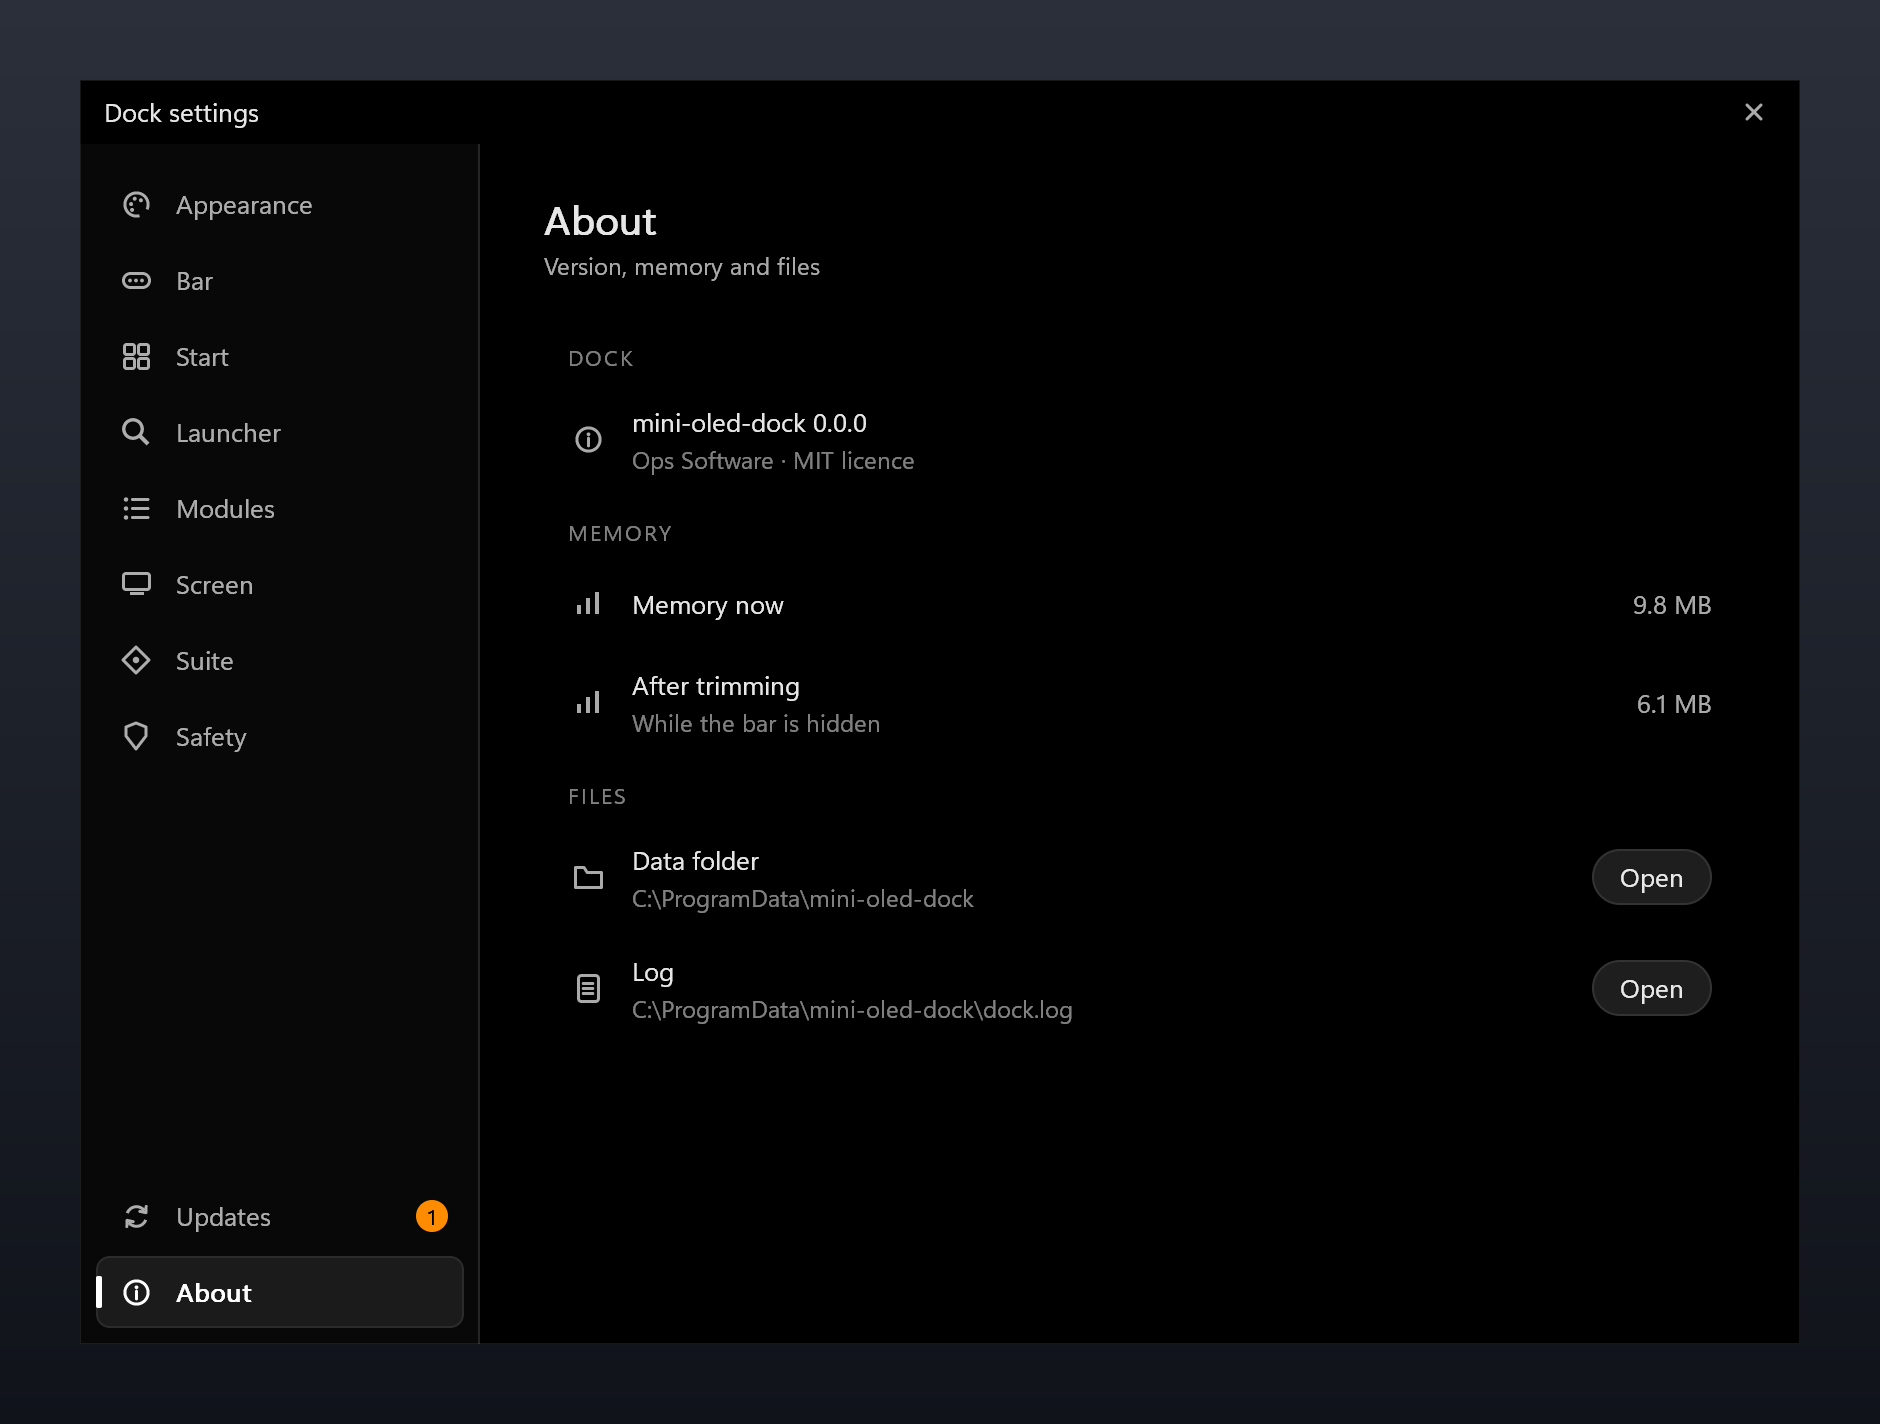 Dock settings
Appearance
Bar
Start
Launcher
Modules
Screen
Suite
Safety
Updates
1
About
About
Version, memory and files
DOCK
mini-oled-dock 0.0.0
Ops Software · MIT licence
MEMORY
Memory now
9.8 MB
After trimming
While the bar is hidden
6.1 MB
FILES
Data folder
C:\ProgramData\mini-oled-dock
Open
Log
C:\ProgramData\mini-oled-dock\dock.log
Open